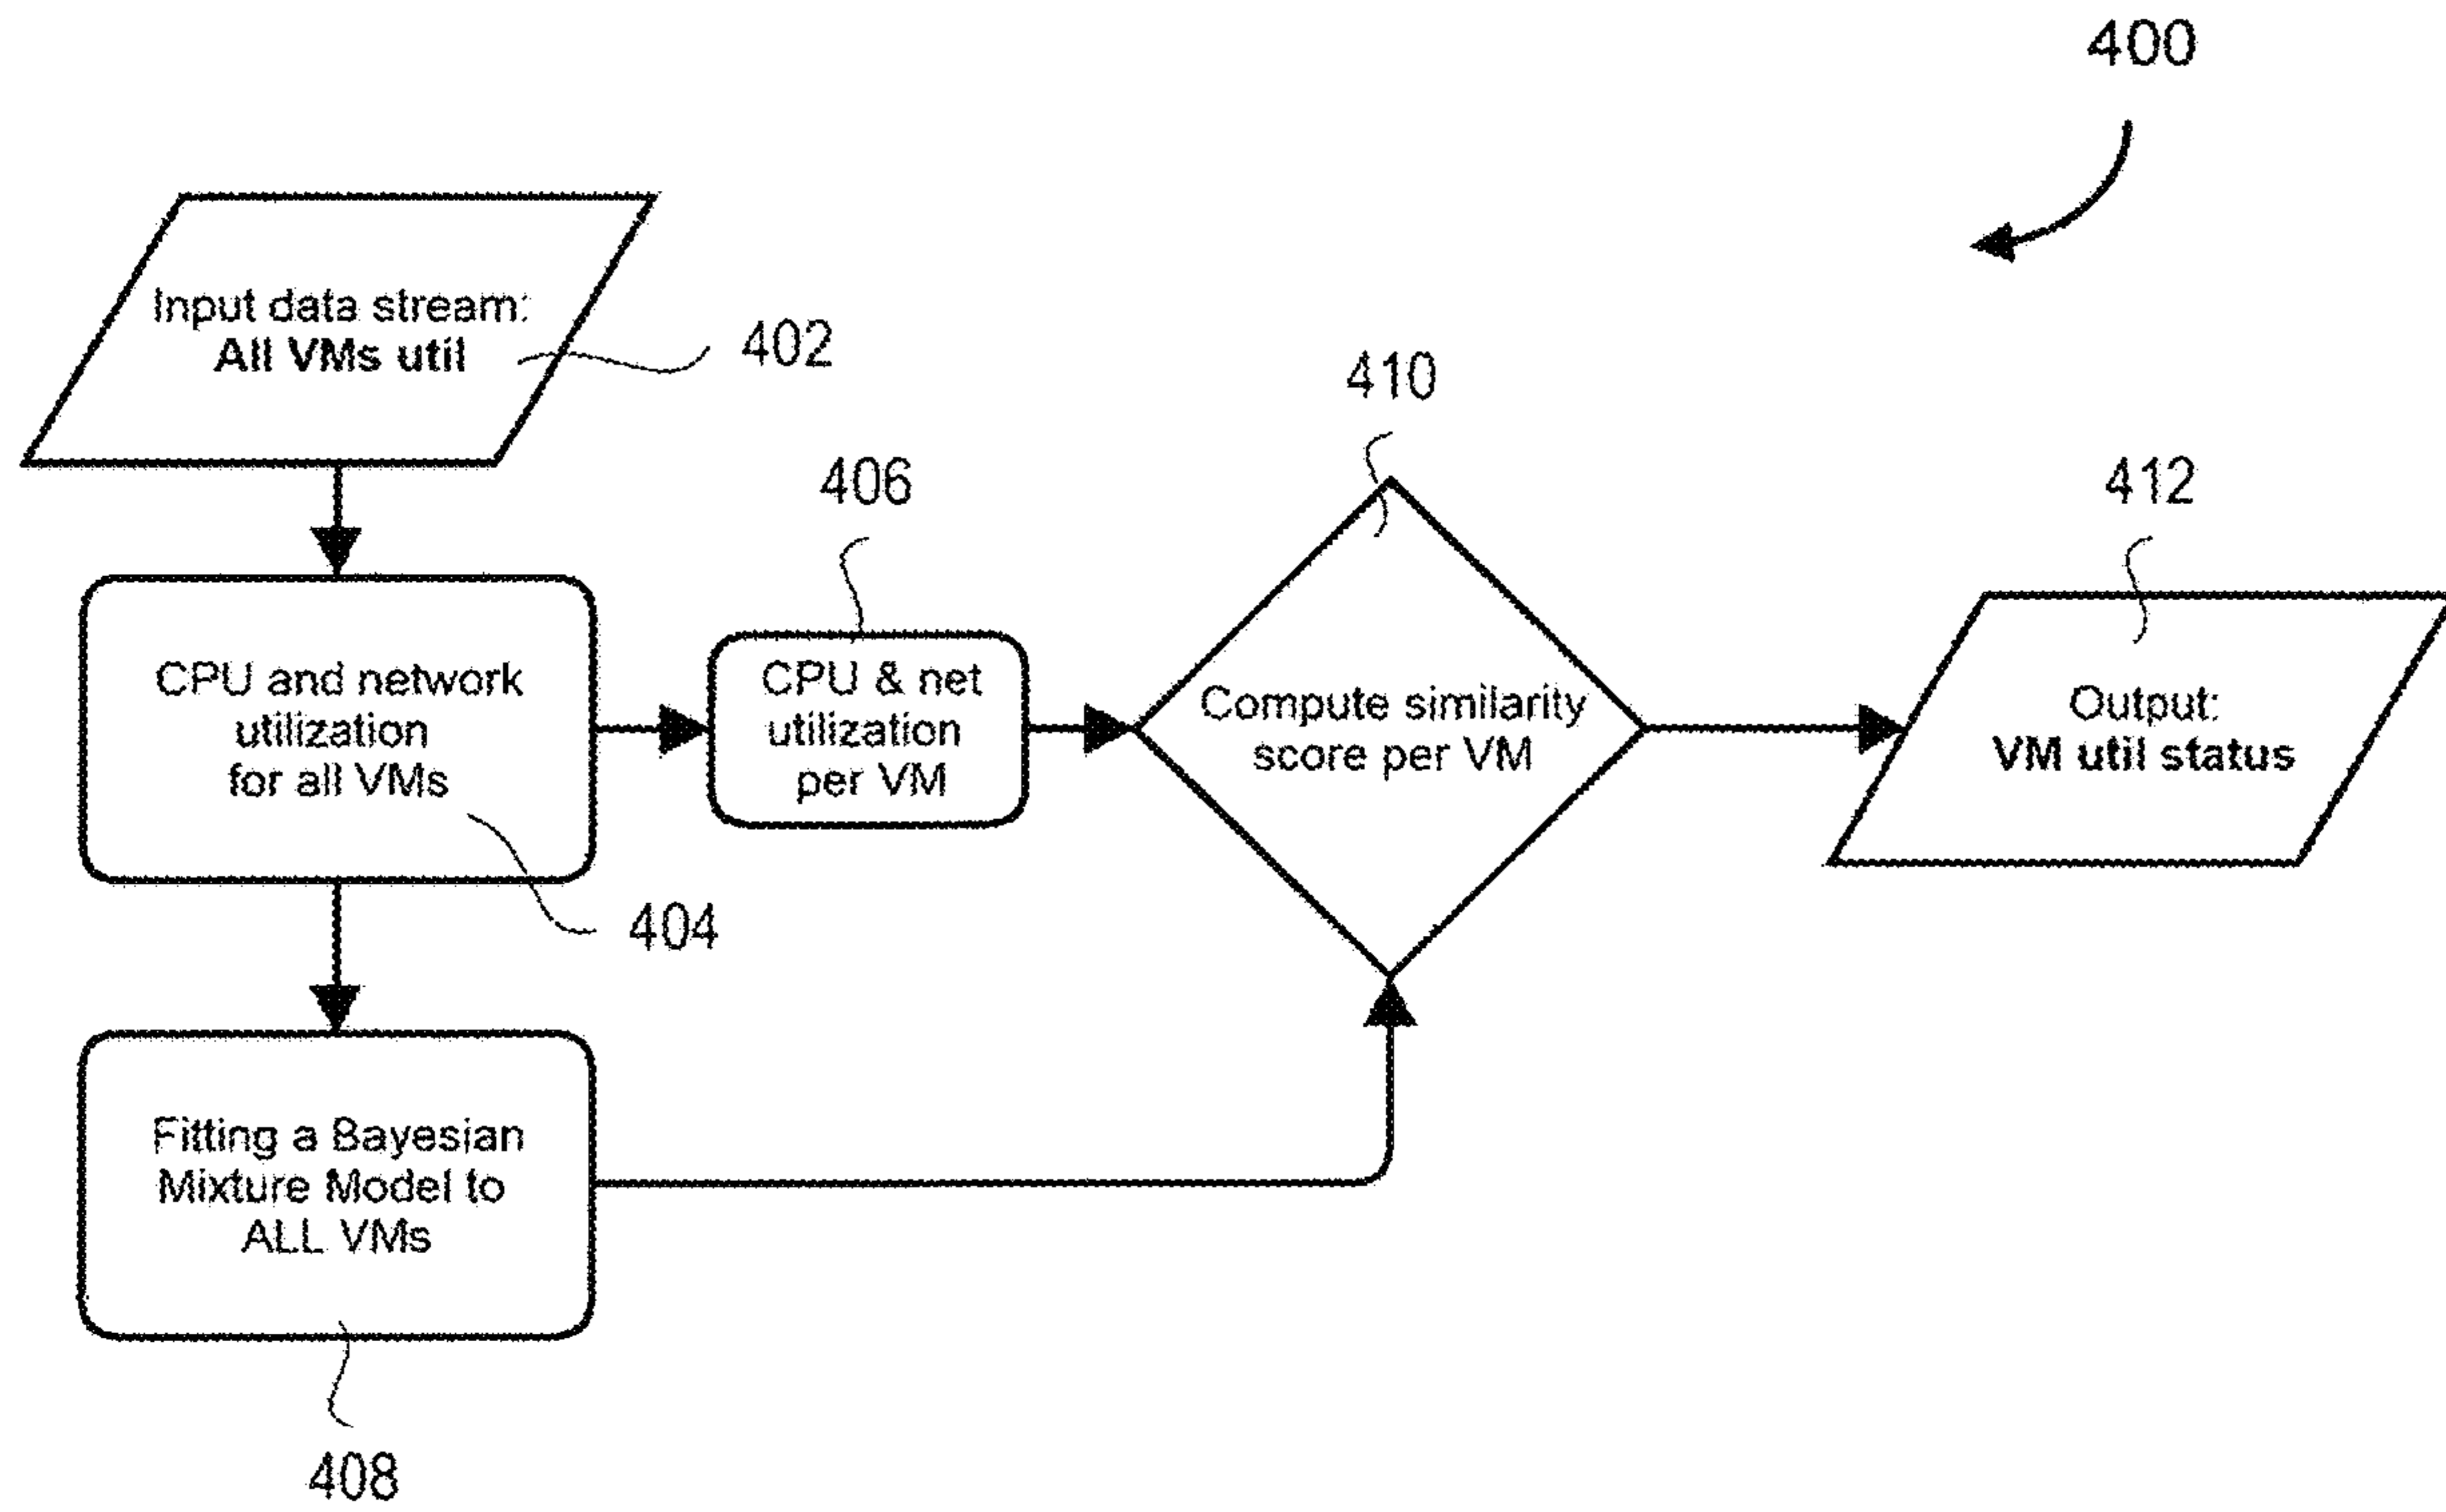 400
Input data stream:
All VMs util
402
410
406
412
CPU and network
utilization
for all VMs
CPU & net
utilization
per VM
Compute similarity
score per VM
Output:
VM util status
404
Fitting a Bayesian
Mixture Model to
ALL VMs
408